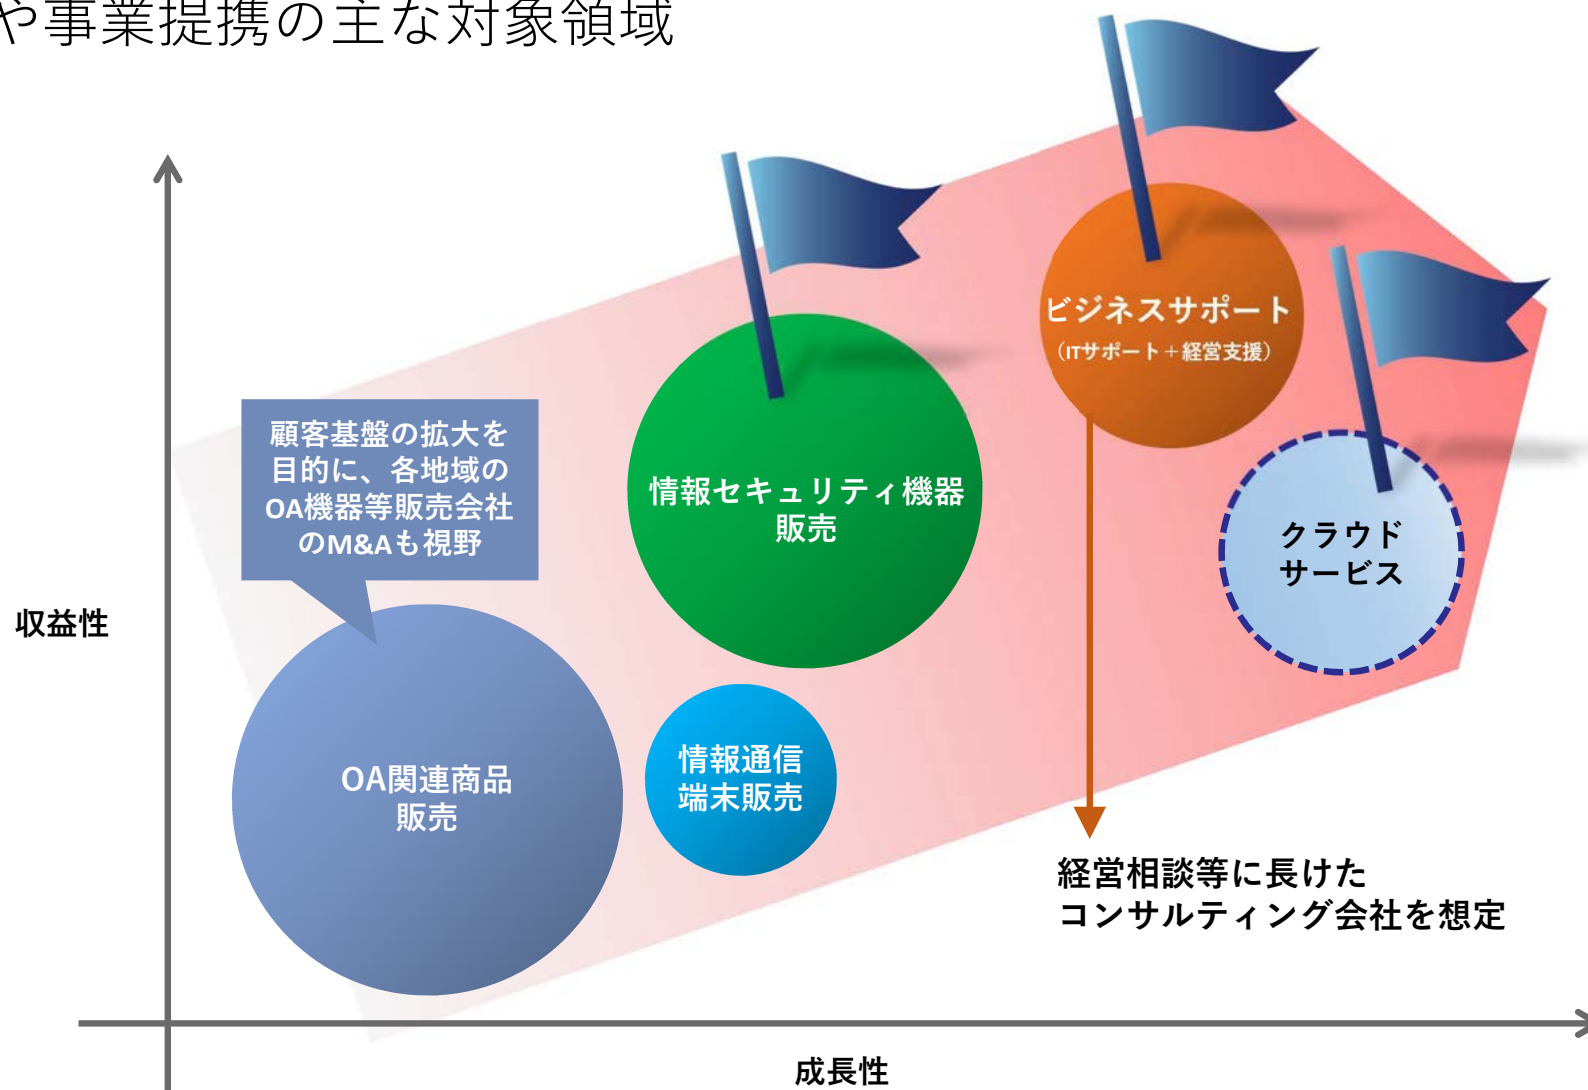 や事業提携の主な対象領域
ビジネスサポート
（ITサポート＋経営支援）
顧客基盤の拡大を
目的に、各地域の
OA機器等販売会社
のM&Aも視野
情報セキュリティ機器
販売
クラウド
サービス
収益性
OA関連商品
販売
情報通信
端末販売
経営相談等に長けた
コンサルティング会社を想定
成長性